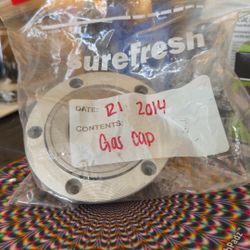 surefresh
DATE: R1 2014
CONTENTS:
Gas cap